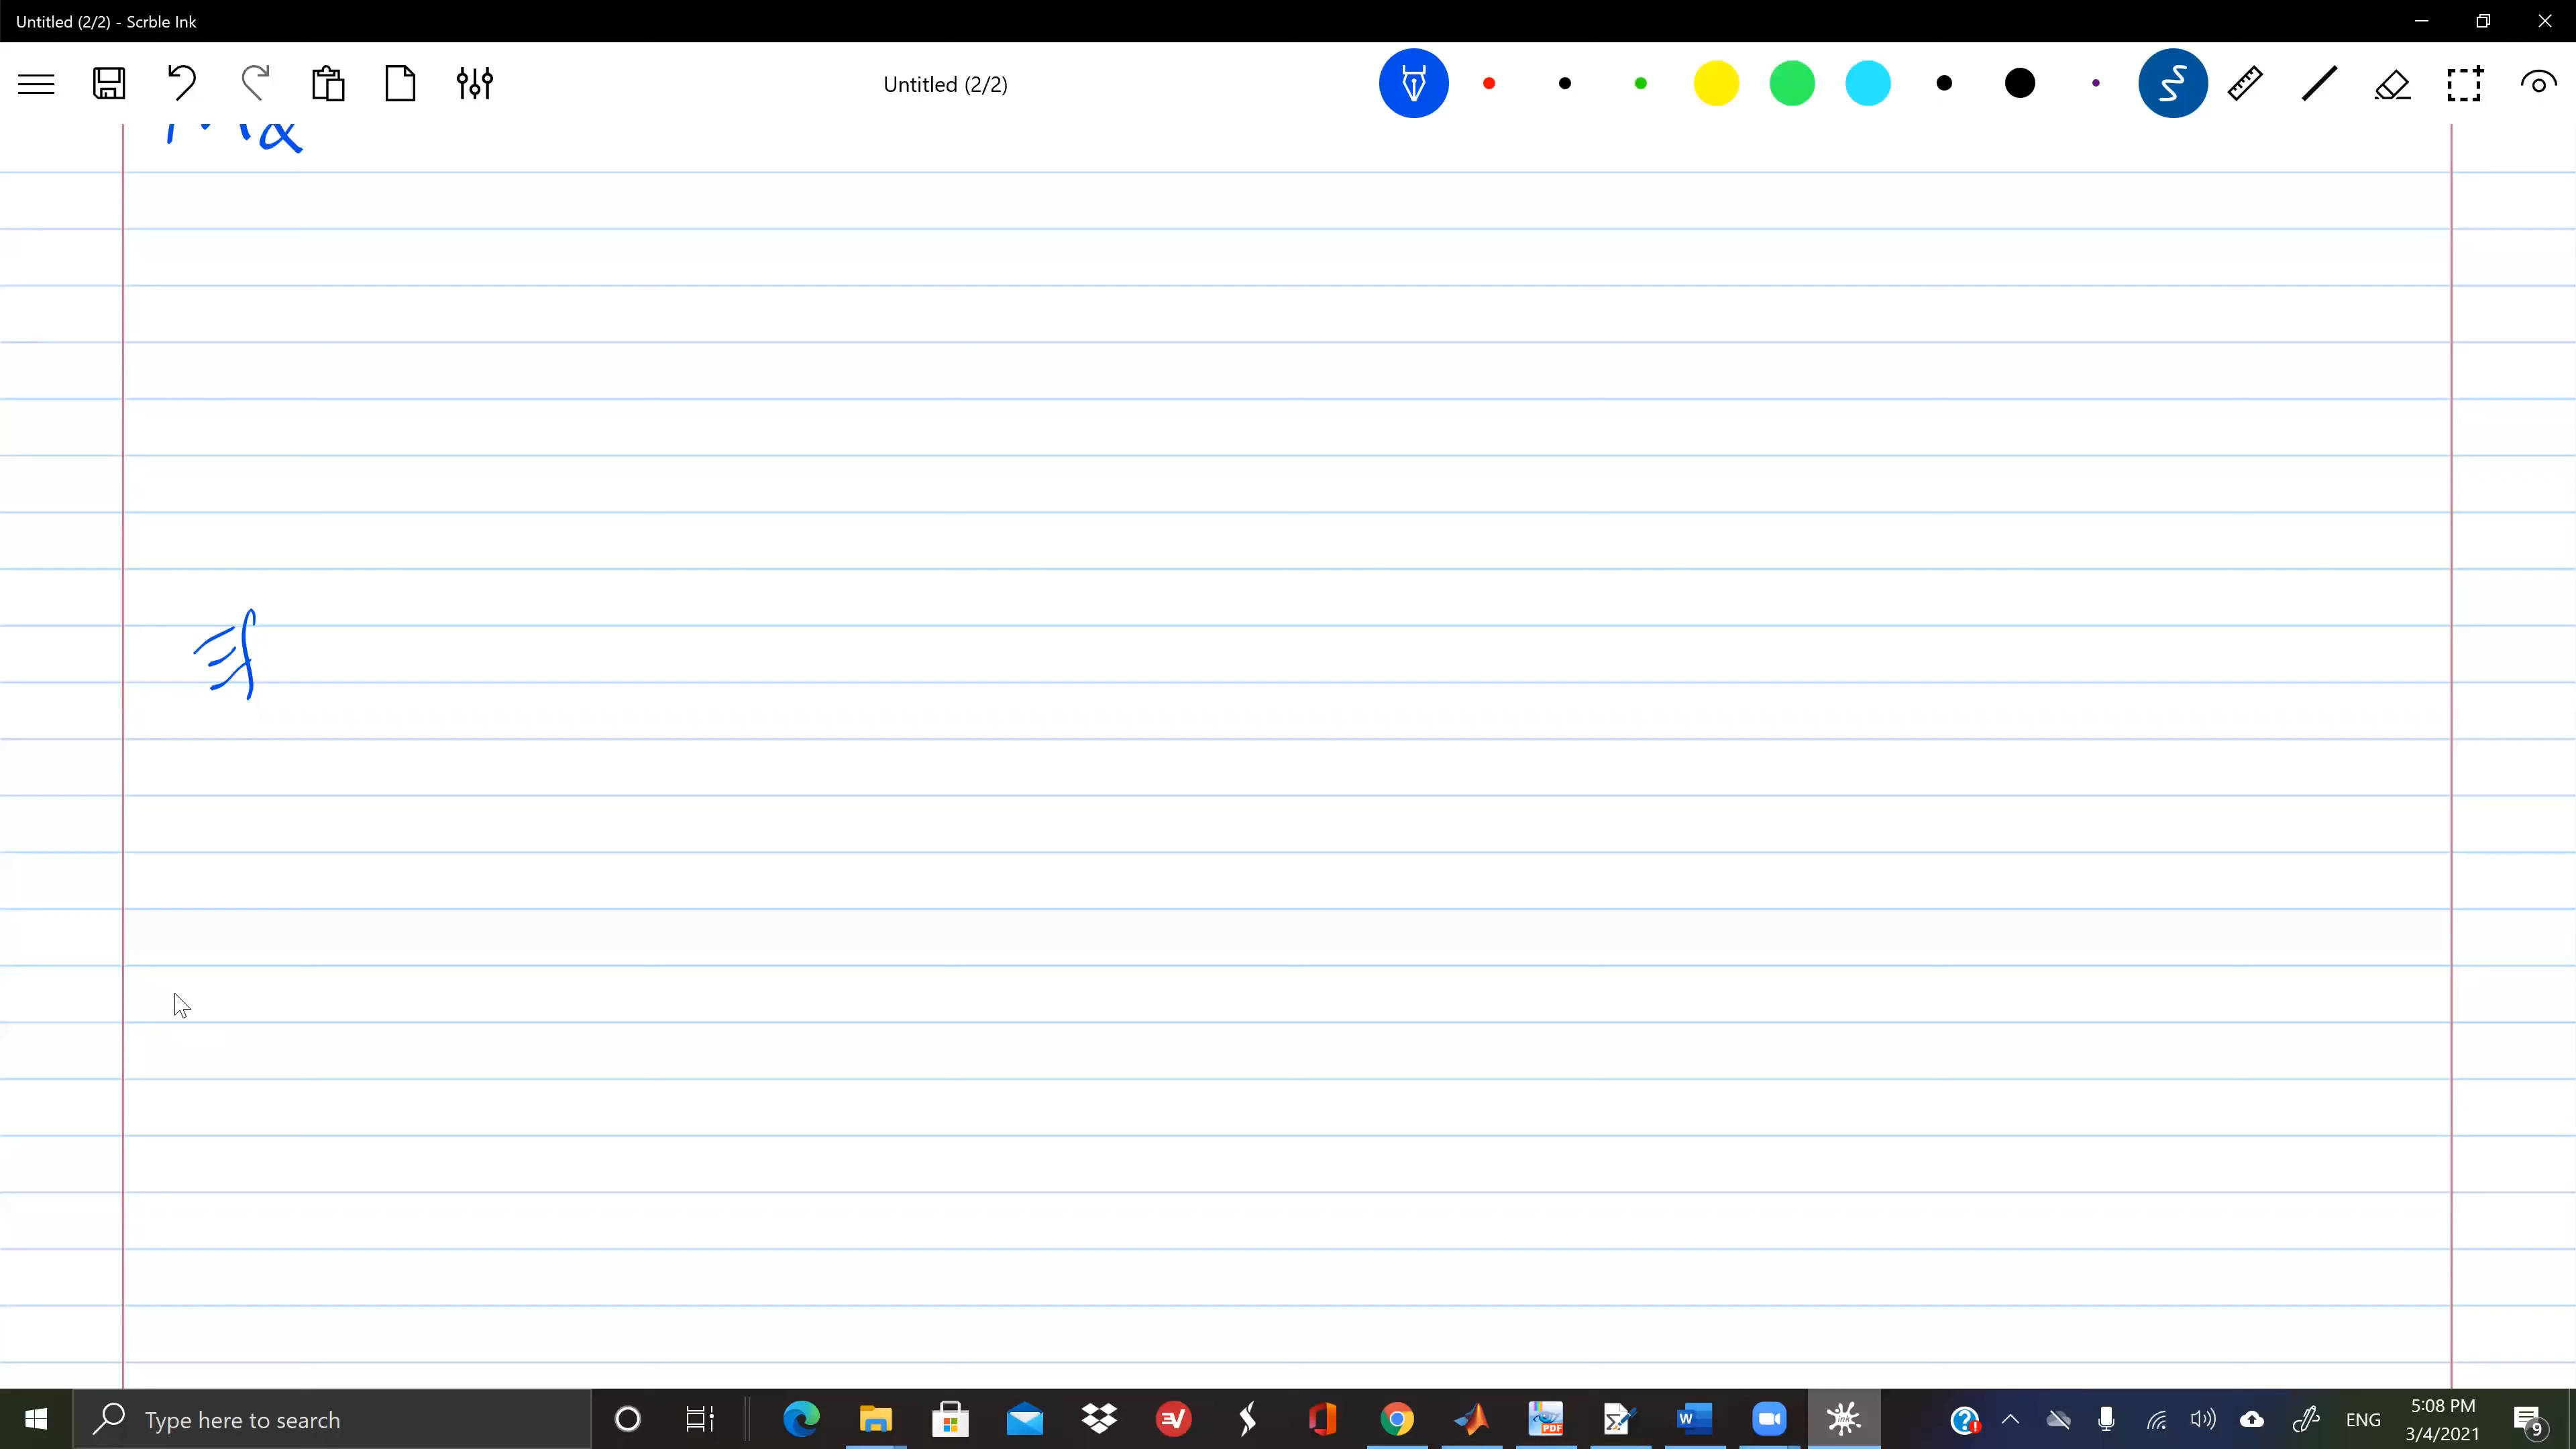 Untitled (2/2) - Scrble Ink
Untitled (2/2)
Type here to search
ENG
5:08 PM
3/4/2021
9